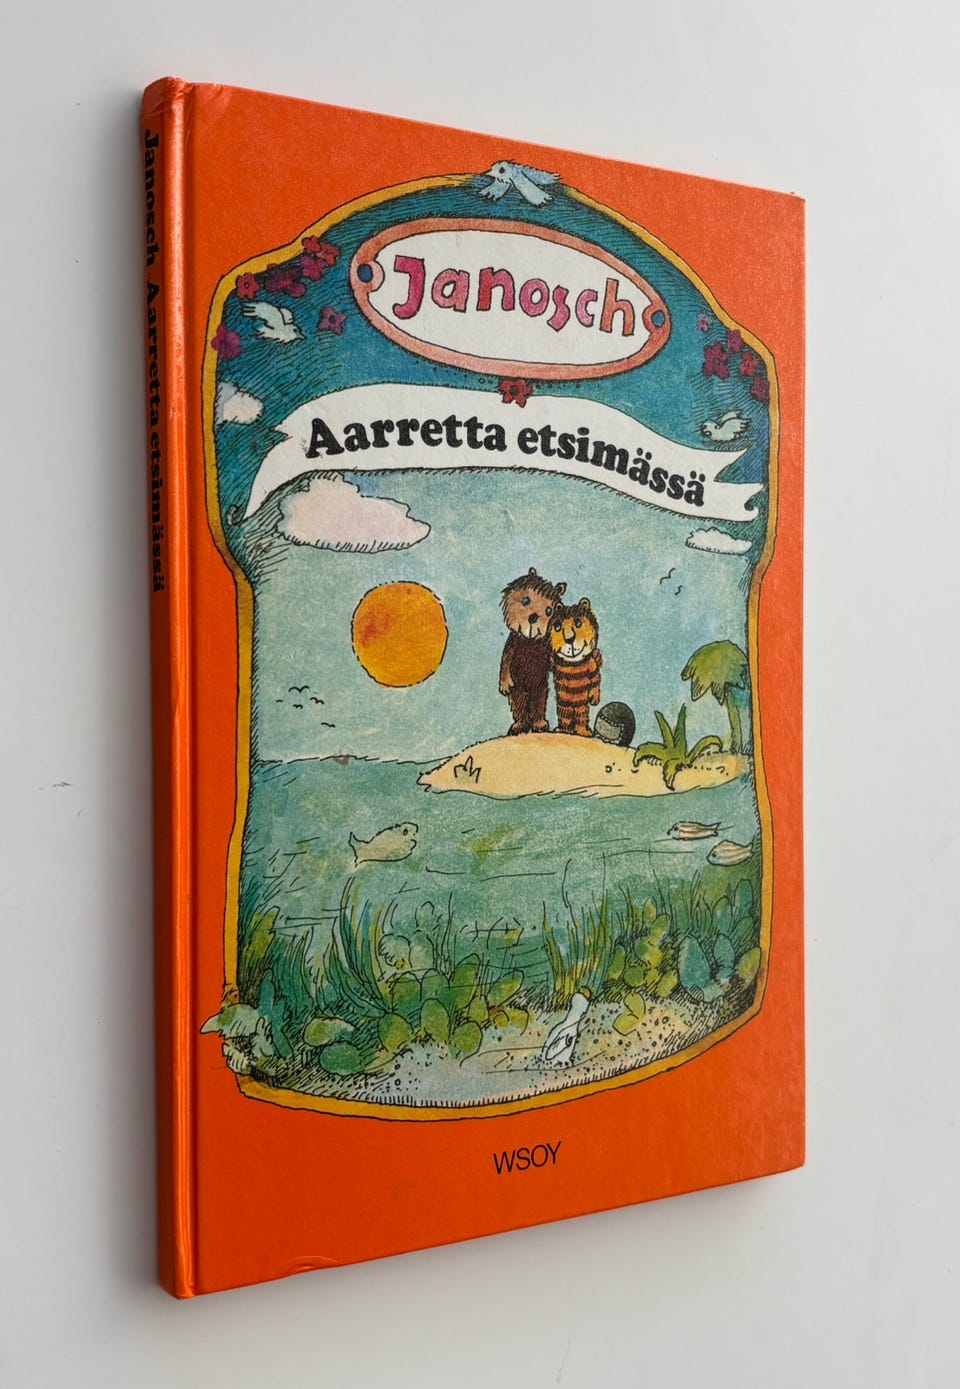 Janosch Aarretta etsimässä
Janosch
Aarretta etsimässä
WSOY